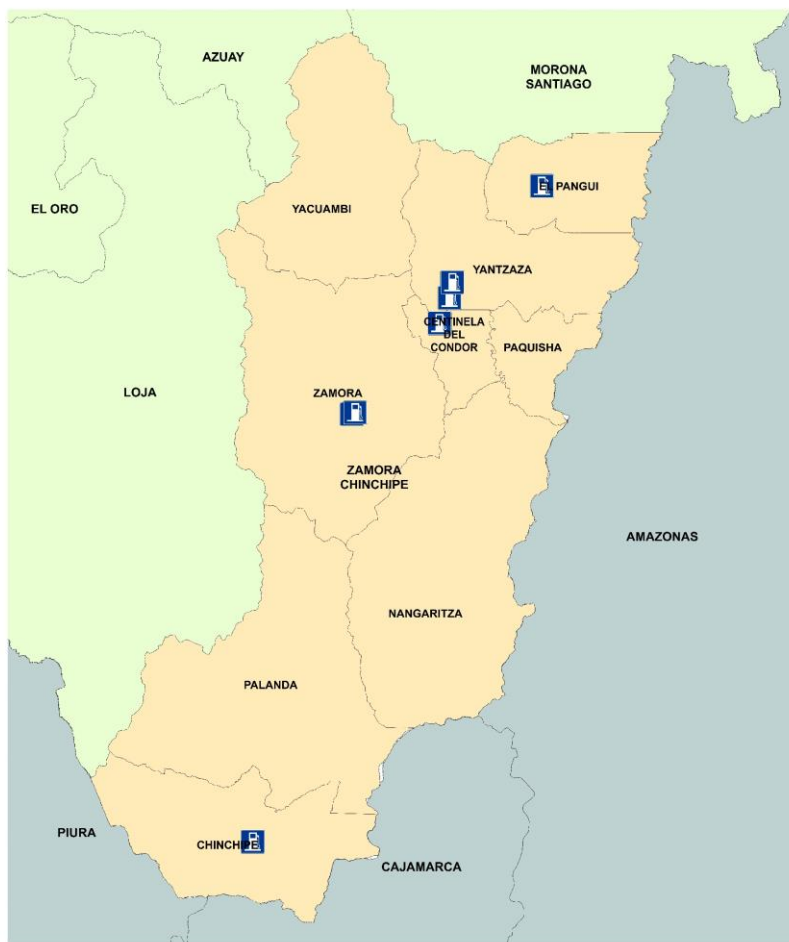 AZUAY
MORONA
SANTIAGO
EL PANGUI
EL ORO
YACUAMBI
YANTZAZA
CENTINELA
DEL
CONDOR
PAQUISHA
LOJA
ZAMORA
ZAMORA
CHINCHIPE
AMAZONAS
NANGARITZA
PALANDA
PIURA
CHINCHIPE
CAJAMARCA